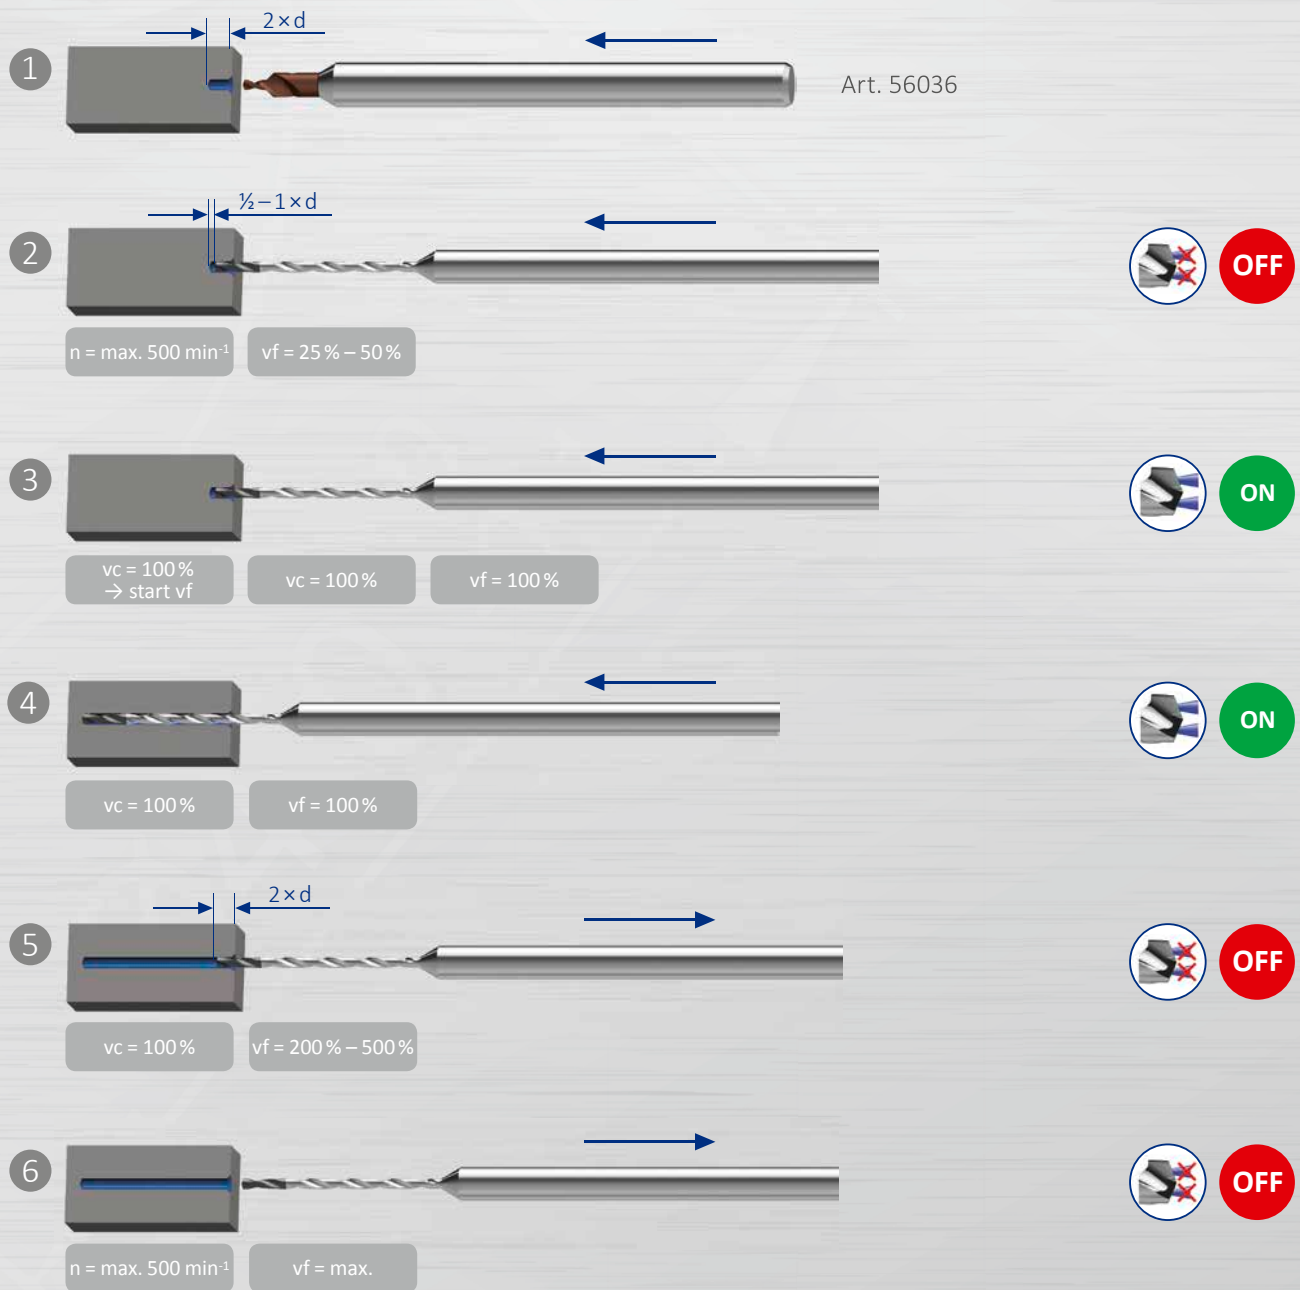 2 × d
1
Art. 56036
½ – 1 × d
2
OFF
n = max. 500 min⁻¹
vf = 25 % – 50 %
3
ON
vc = 100 %
→ start vf
vc = 100 %
vf = 100 %
4
ON
vc = 100 %
vf = 100 %
2 × d
5
OFF
vc = 100 %
vf = 200 % – 500 %
6
OFF
n = max. 500 min⁻¹
vf = max.